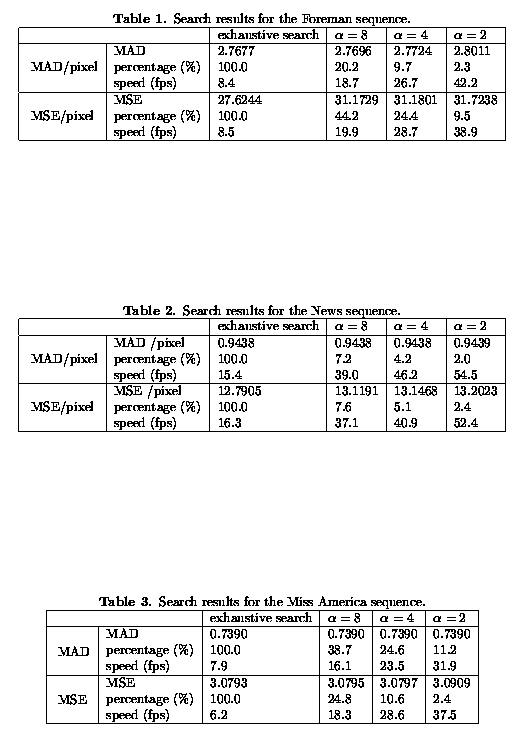 Table 1. Search results for the Foreman sequence.
exhaustive search α = 8 α = 4 α = 2
MAD 2.7677 2.7696 2.7724 2.8011
MAD/pixel percentage (%) 100.0 20.2 9.7 2.3
speed (fps) 8.4 18.7 26.7 42.2
MSE 27.6244 31.1729 31.1801 31.7238
MSE/pixel percentage (%) 100.0 44.2 24.4 9.5
speed (fps) 8.5 19.9 28.7 38.9
Table 2. Search results for the News sequence.
exhaustive search α = 8 α = 4 α = 2
MAD /pixel 0.9438 0.9438 0.9438 0.9439
MAD/pixel percentage (%) 100.0 7.2 4.2 2.0
speed (fps) 15.4 39.0 46.2 54.5
MSE /pixel 12.7905 13.1191 13.1468 13.2023
MSE/pixel percentage (%) 100.0 7.6 5.1 2.4
speed (fps) 16.3 37.1 40.9 52.4
Table 3. Search results for the Miss America sequence.
exhaustive search α = 8 α = 4 α = 2
MAD 0.7390 0.7390 0.7390 0.7390
MAD percentage (%) 100.0 38.7 24.6 11.2
speed (fps) 7.9 16.1 23.5 31.9
MSE 3.0793 3.0795 3.0797 3.0909
MSE percentage (%) 100.0 24.8 10.6 2.4
speed (fps) 6.2 18.3 28.6 37.5